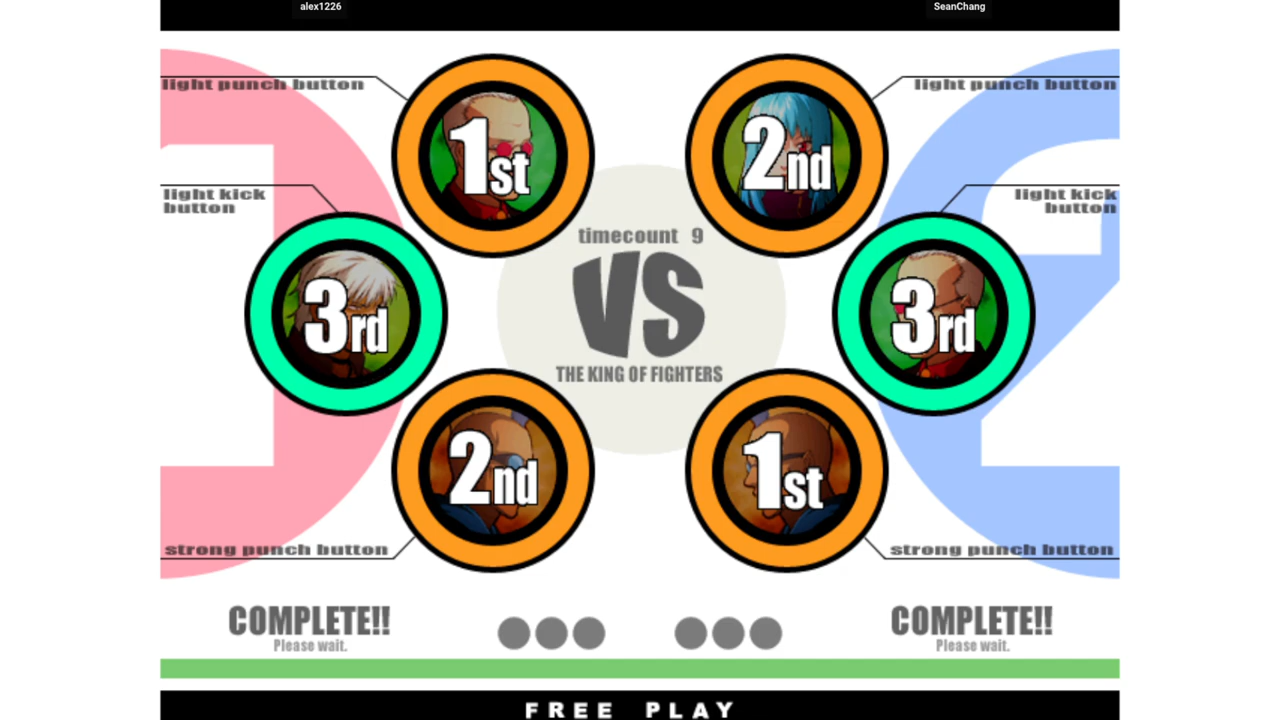 alex1226
SeanChang
light punch button
light punch button
1st
2nd
light kick
button
light kick
button
timecount 9
VS
THE KING OF FIGHTERS
3rd
3rd
2nd
1st
strong punch button
strong punch button
COMPLETE!!
Please wait.
COMPLETE!!
Please wait.
FREE PLAY